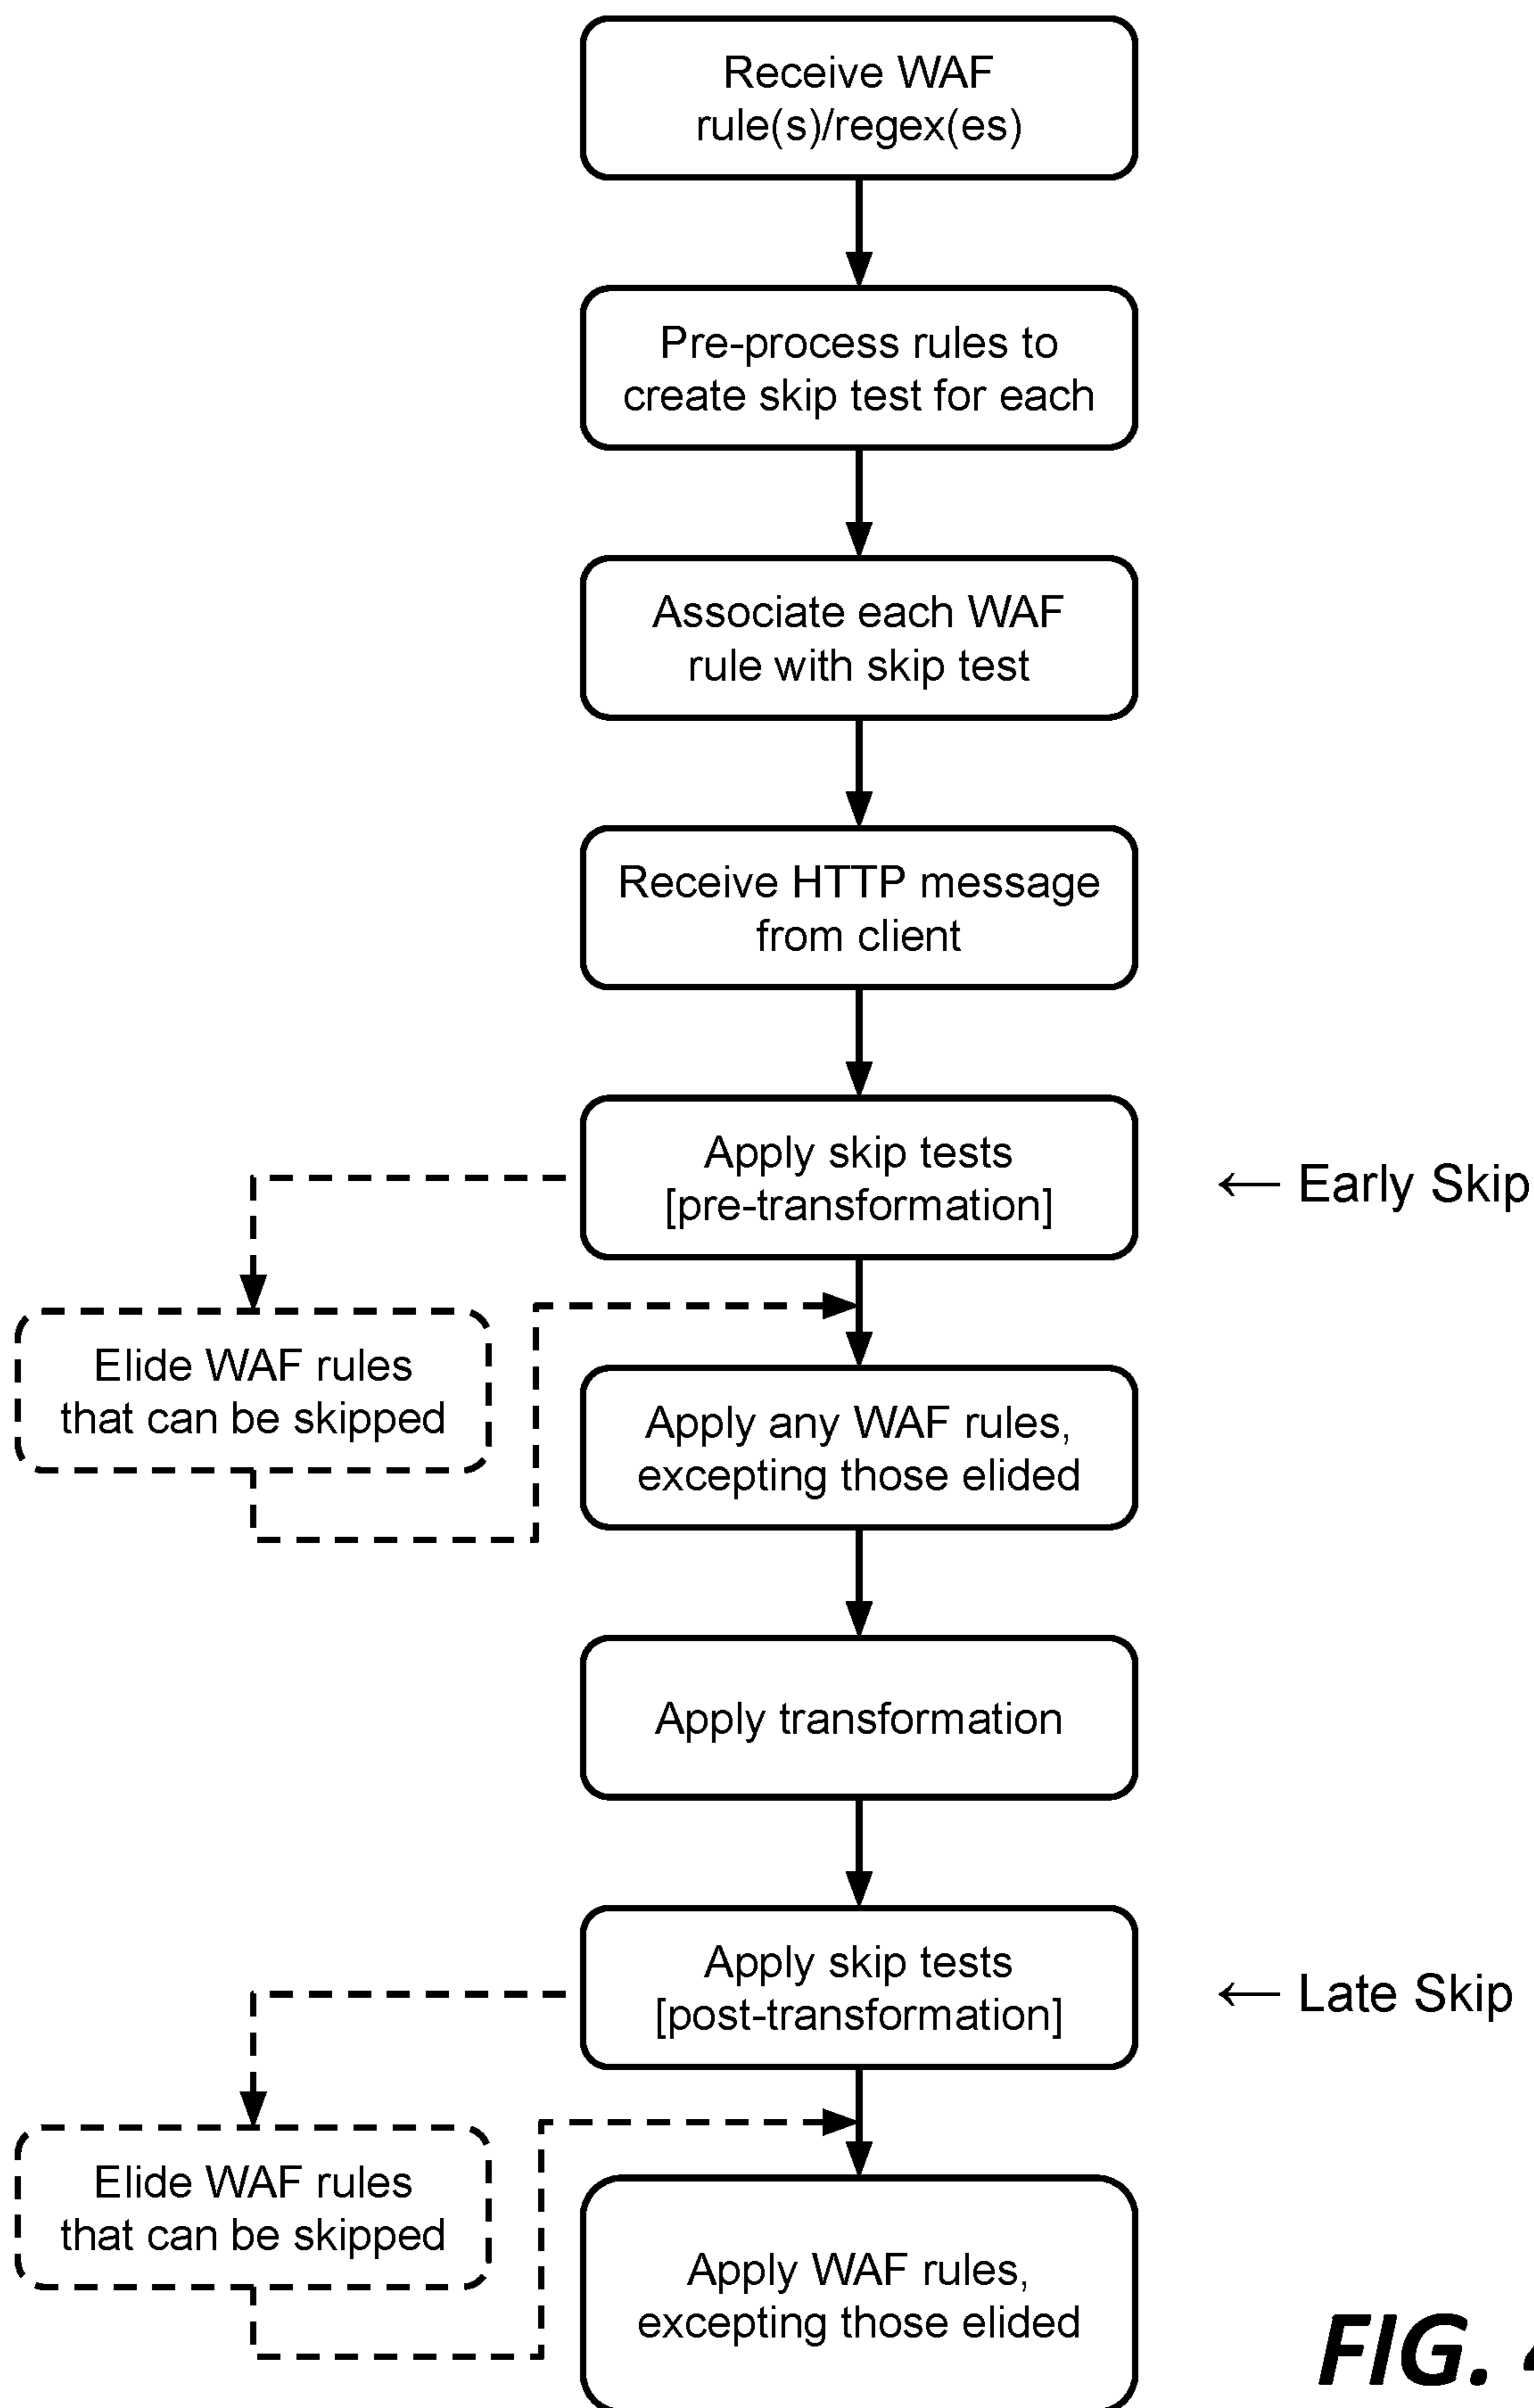 Receive WAF
rule(s)/regex(es)
Pre-process rules to
create skip test for each
Associate each WAF
rule with skip test
Receive HTTP message
from client
Apply skip tests
[pre-transformation]
← Early Skip
Elide WAF rules
that can be skipped
Apply any WAF rules,
excepting those elided
Apply transformation
Apply skip tests
[post-transformation]
← Late Skip
Elide WAF rules
that can be skipped
Apply WAF rules,
excepting those elided
FIG.